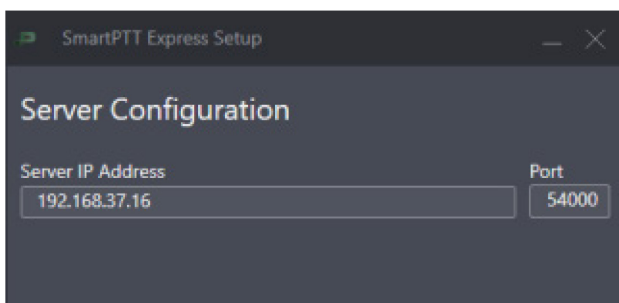 SmartPTT Express Setup
Server Configuration
Server IP Address Port
192.168.37.16 54000